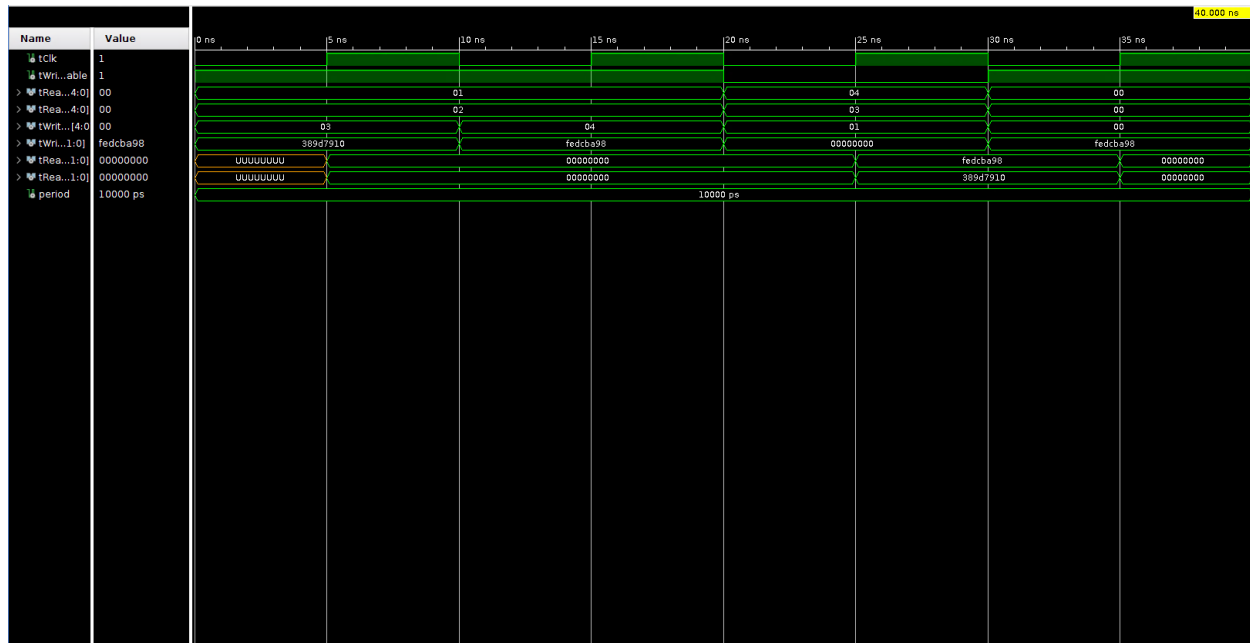 40.000 ns
Name Value 0 ns 5 ns 10 ns 15 ns 20 ns 25 ns 30 ns 35 ns
tClk 1
tWri...able 1
tRea...4:0] 00 01 04 00
tRea...4:0] 00 02 03 00
tWrit...[4:0 00 03 04 01 00
tWri...1:0] fedcba98 389d7910 fedcba98 00000000 fedcba98
tRea...1:0] 00000000 UUUUUUUU 00000000 fedcba98 00000000
tRea...1:0] 00000000 UUUUUUUU 00000000 389d7910 00000000
period 10000 ps 10000 ps